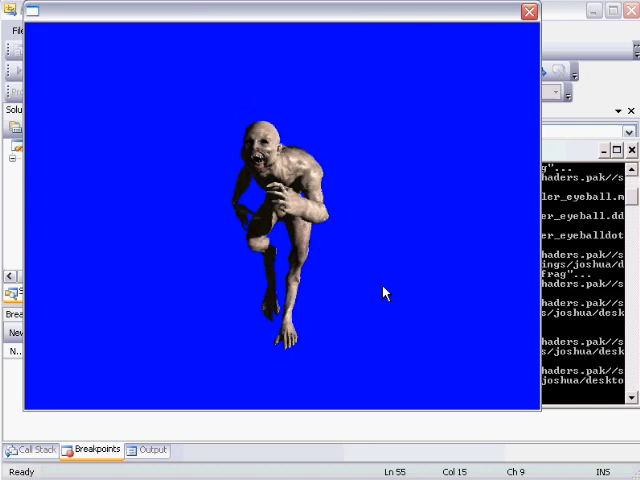 File
Solu
g"...
haders.pak//s
ler_eyeball.m
er_eyeball.dd
er_eyeballdot
haders.pak//s
ings/joshua/d
frag"...
haders.pak//s
haders.pak//s
s/joshua/desk
haders.pak//s
s/joshua/desk
haders.pak//s
joshua/deskto
Brea
New
N...
Call Stack Breakpoints Output
Ready Ln 55 Col 15 Ch 9 INS